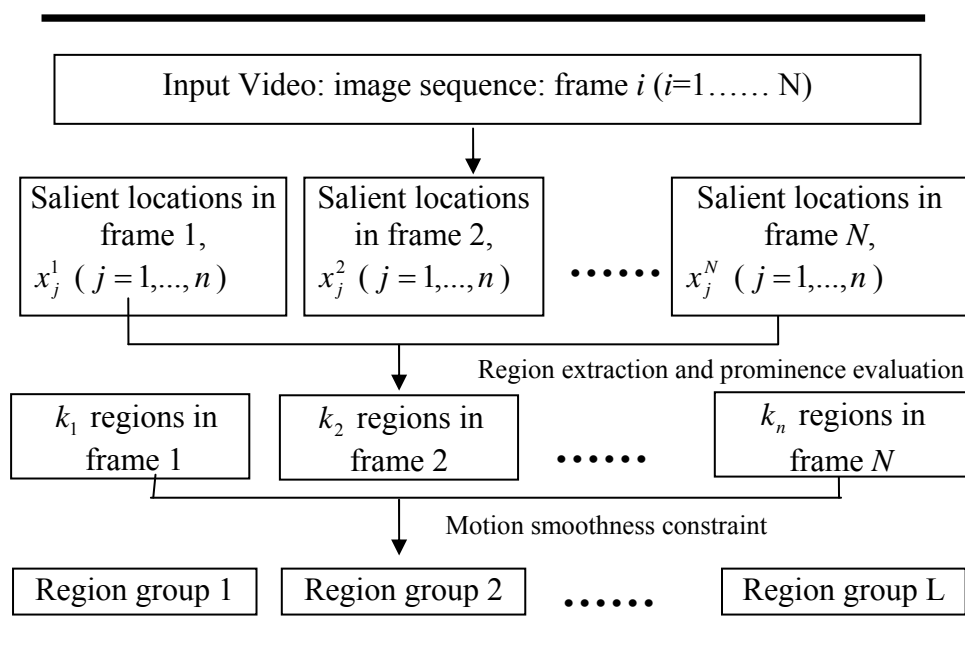 Input Video: image sequence: frame i (i=1…… N)
Salient locations in
frame 1,
x_j^1 ( j = 1,..., n )
Salient locations
in frame 2,
x_j^2 ( j = 1,..., n )
......
Salient locations in
frame N,
x_j^N ( j = 1,..., n )
Region extraction and prominence evaluation
k_1 regions in
frame 1
k_2 regions in
frame 2
......
k_n regions in
frame N
Motion smoothness constraint
Region group 1
Region group 2
......
Region group L